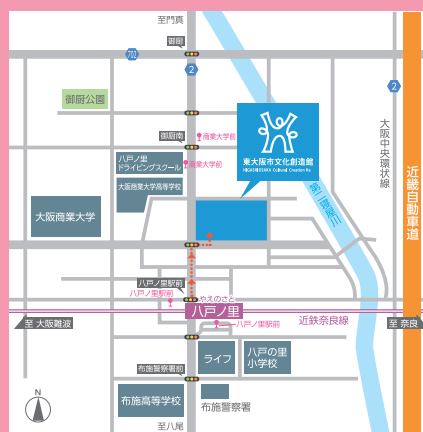 至門真
御厨
702
2
2
御厨公園
御厨南
商業大学前
商業大学前
八戸ノ里
ドライビングスクール
大阪商業大学高等学校
大阪商業大学
東大阪市文化創造館
HIGASHIOSAKA Cultural Creation Ha
第二寝屋川
大阪中央環状線
近畿自動車道
八戸ノ里駅前
八戸ノ里駅前
やえのさと
八戸ノ里
八戸ノ里駅前
近鉄奈良線
至 大阪難波
至 奈良
ライフ
八戸の里
小学校
布施警察署前
布施高等学校
布施警察署
N
至八尾